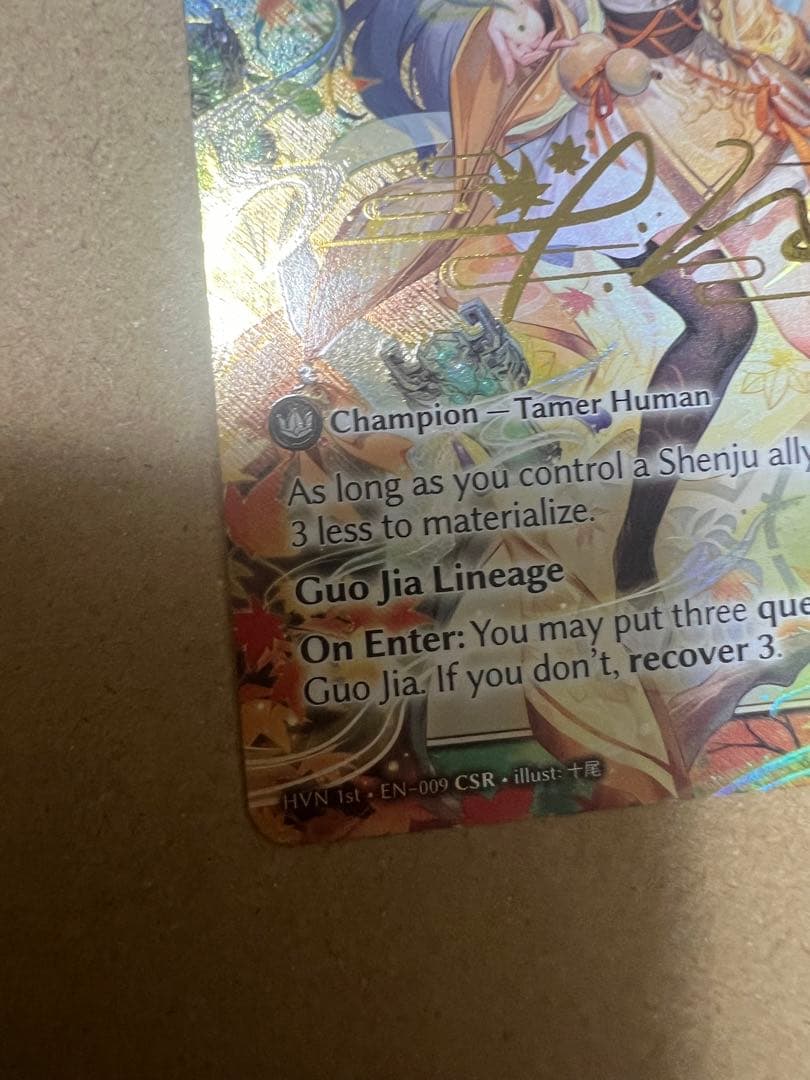 Champion — Tamer Human
As long as you control a Shenju ally
3 less to materialize.
Guo Jia Lineage
On Enter: You may put three que
Guo Jia. If you don't, recover 3.
HVN 1st • EN-009 CSR • illust: 十尾